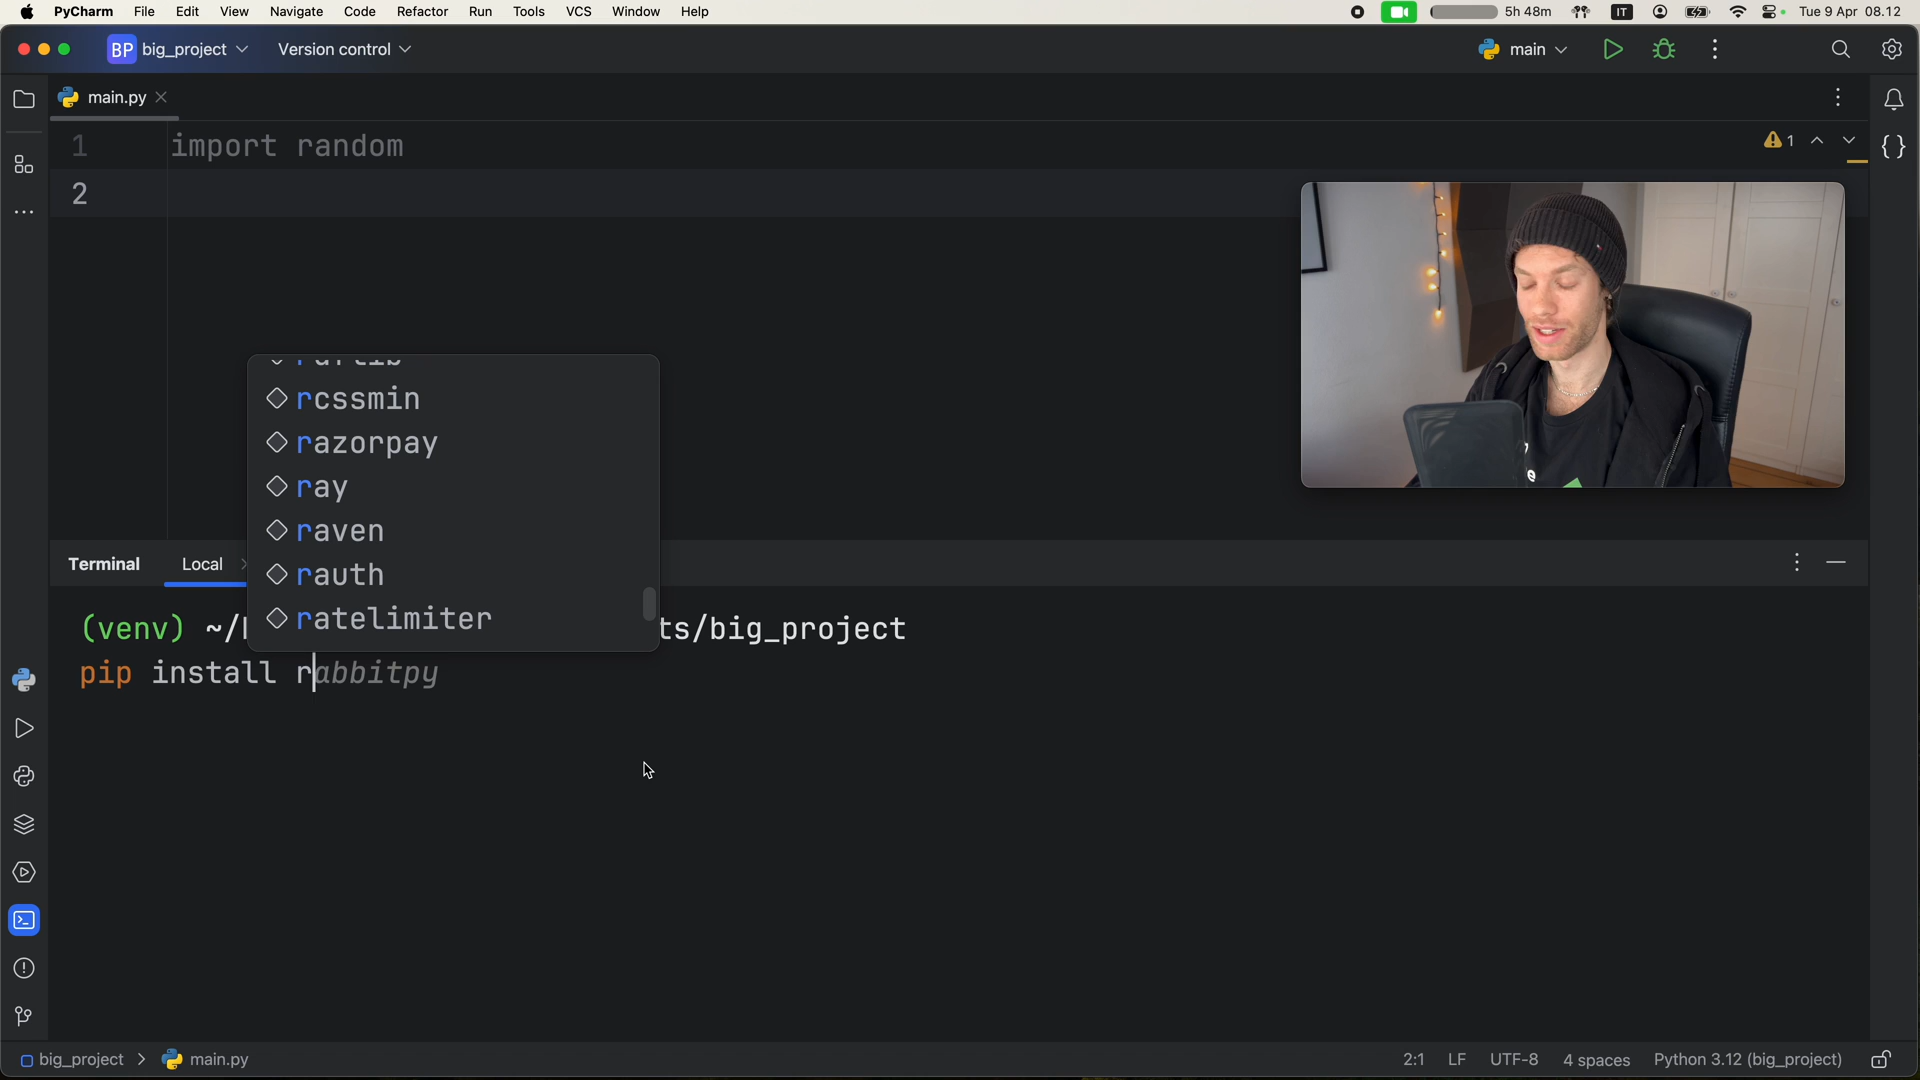 PyCharm File Edit View Navigate Code Refactor Run Tools VCS Window Help 5h 48m IT Tue 9 Apr 08.12
BP big_project Version control main
main.py
1 import random 1
2
rcssmin
razorpay
ray
raven
rauth
ratelimiter
Terminal Local
(venv) ~/ ts/big_project
pip install rabbitpy
big_project main.py 2:1 LF UTF-8 4 spaces Python 3.12 (big_project)